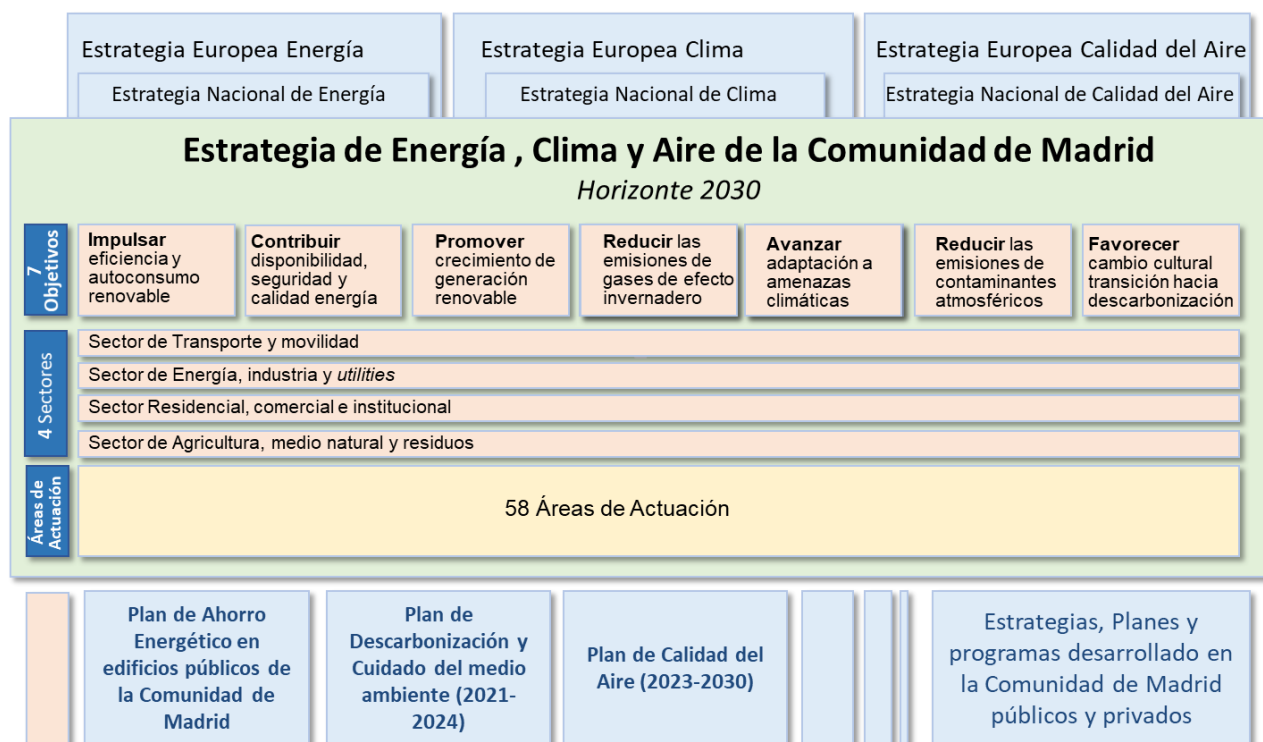 Estrategia Europea Energía
Estrategia Europea Clima
Estrategia Europea Calidad del Aire
Estrategia Nacional de Energía
Estrategia Nacional de Clima
Estrategia Nacional de Calidad del Aire
Estrategia de Energía , Clima y Aire de la Comunidad de Madrid
Horizonte 2030
7
Objetivos
Impulsar
eficiencia y
autoconsumo
renovable
Contribuir
disponibilidad,
seguridad y
calidad energía
Promover
crecimiento de
generación
renovable
Reducir las
emisiones de
gases de efecto
invernadero
Avanzar
adaptación a
amenazas
climáticas
Reducir las
emisiones de
contaminantes
atmosféricos
Favorecer
cambio cultural
transición hacia
descarbonización
4 Sectores
Sector de Transporte y movilidad
Sector de Energía, industria y utilities
Sector Residencial, comercial e institucional
Sector de Agricultura, medio natural y residuos
Áreas de
Actuación
58 Áreas de Actuación
Plan de Ahorro
Energético en
edificios públicos de
la Comunidad de
Madrid
Plan de
Descarbonización y
Cuidado del medio
ambiente (2021-
2024)
Plan de Calidad del
Aire (2023-2030)
Estrategias, Planes y
programas desarrollado en
la Comunidad de Madrid
públicos y privados